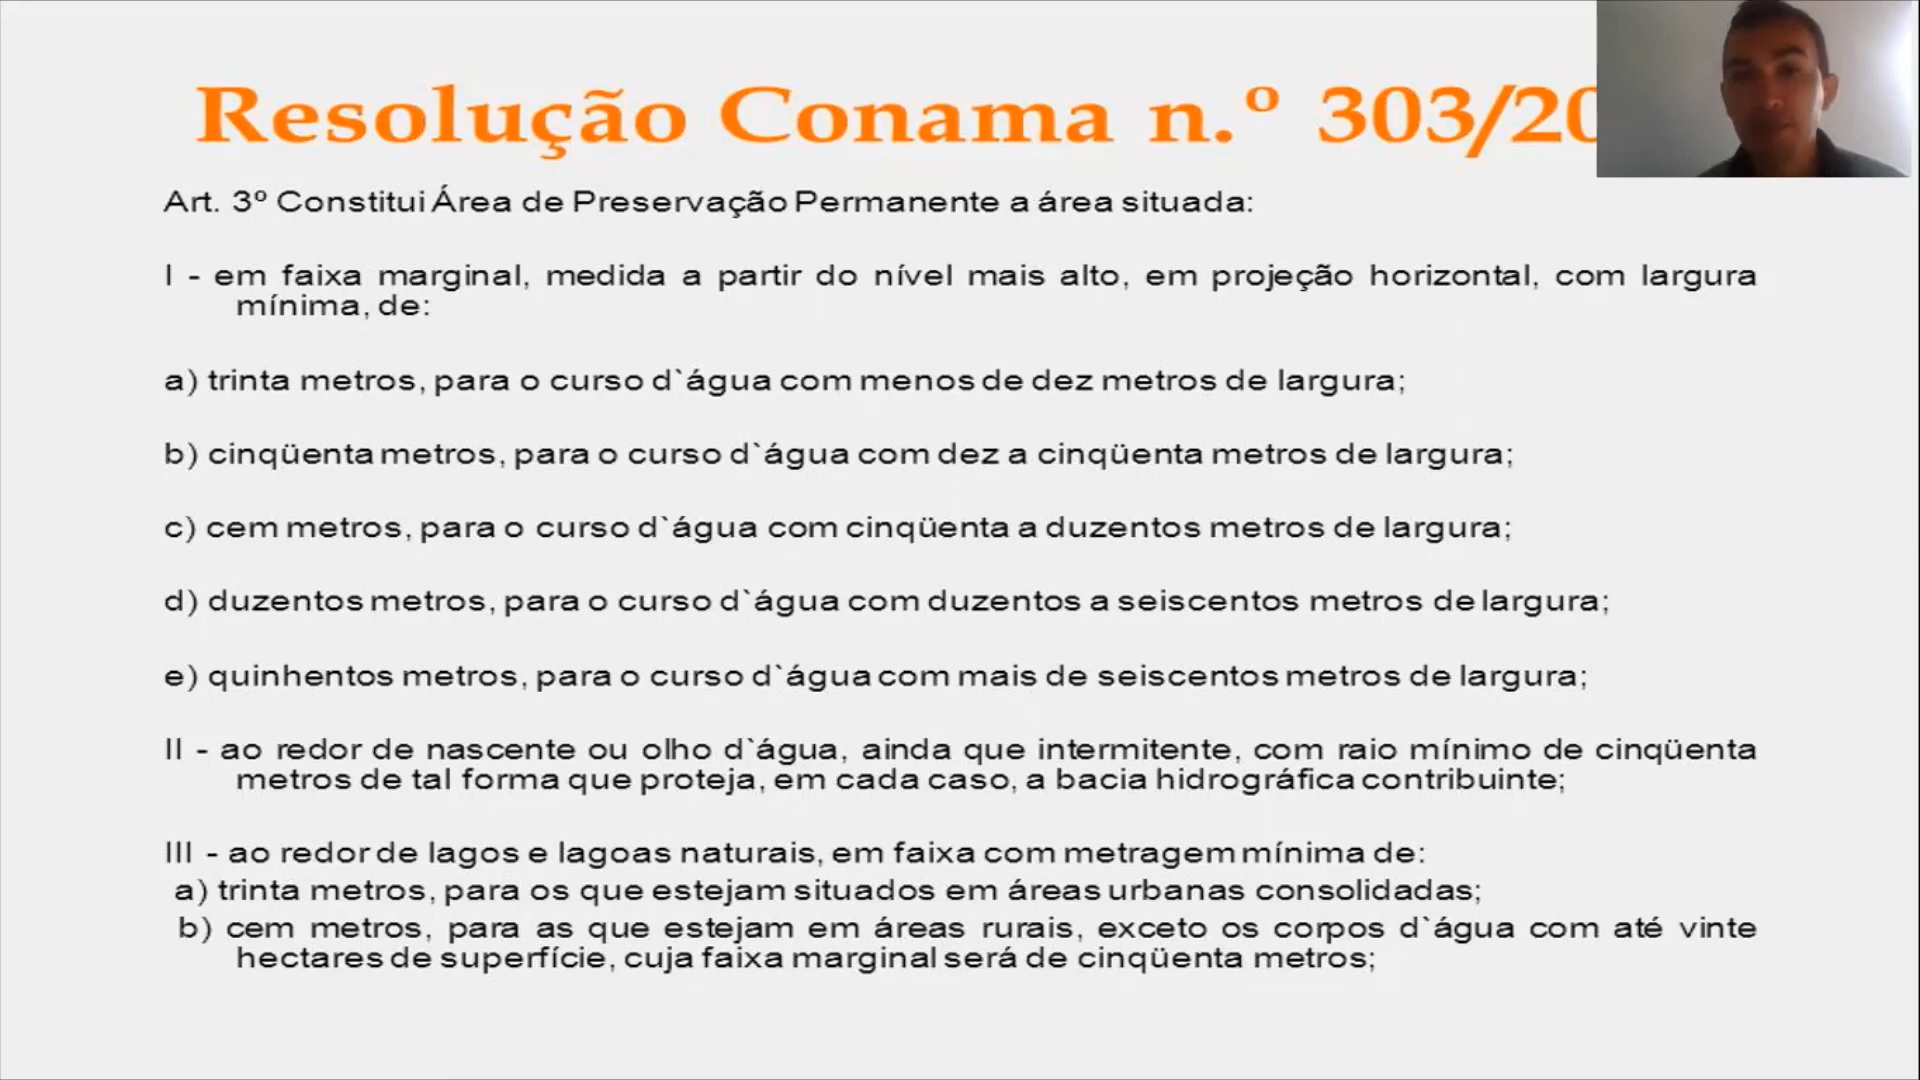 Resolução Conama n.º 303/20
Art. 3º Constitui Área de Preservação Permanente a área situada:
I - em faixa marginal, medida a partir do nível mais alto, em projeção horizontal, com largura
mínima, de:
a) trinta metros, para o curso d`água com menos de dez metros de largura;
b) cinqüenta metros, para o curso d`água com dez a cinqüenta metros de largura;
c) cem metros, para o curso d`água com cinqüenta a duzentos metros de largura;
d) duzentos metros, para o curso d`água com duzentos a seiscentos metros de largura;
e) quinhentos metros, para o curso d`água com mais de seiscentos metros de largura;
II - ao redor de nascente ou olho d`água, ainda que intermitente, com raio mínimo de cinqüenta
metros de tal forma que proteja, em cada caso, a bacia hidrográfica contribuinte;
III - ao redor de lagos e lagoas naturais, em faixa com metragem mínima de:
a) trinta metros, para os que estejam situados em áreas urbanas consolidadas;
b) cem metros, para as que estejam em áreas rurais, exceto os corpos d`água com até vinte
hectares de superfície, cuja faixa marginal será de cinqüenta metros;